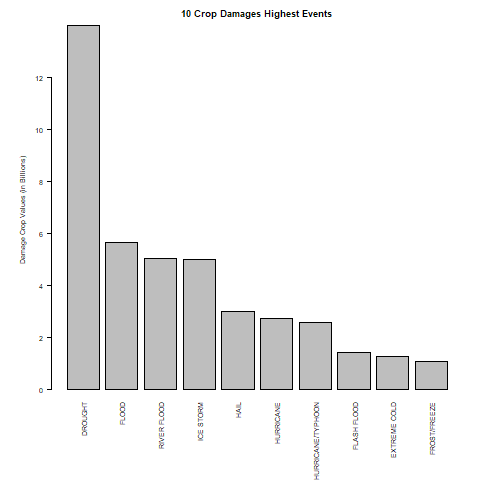 10 Crop Damages Highest Events
Damage Crop Values (in Billions)
12
10
8
6
4
2
0
DROUGHT
FLOOD
RIVER FLOOD
ICE STORM
HAIL
HURRICANE
HURRICANE/TYPHOON
FLASH FLOOD
EXTREME COLD
FROST/FREEZE